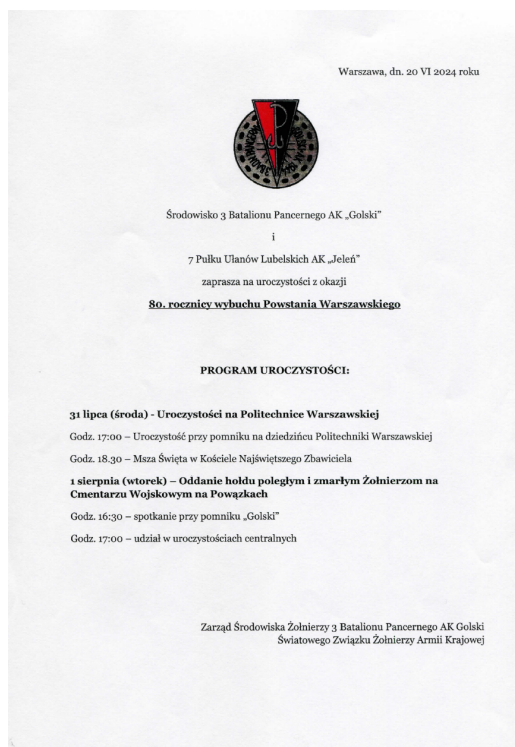 Warszawa, dn. 20 VI 2024 roku
Środowisko 3 Batalionu Pancernego AK „Golski”
i
7 Pułku Ułanów Lubelskich AK „Jeleń”
zaprasza na uroczystości z okazji
80. rocznicy wybuchu Powstania Warszawskiego
PROGRAM UROCZYSTOŚCI:
31 lipca (środa) - Uroczystości na Politechnice Warszawskiej
Godz. 17:00 – Uroczystość przy pomniku na dziedzińcu Politechniki Warszawskiej
Godz. 18.30 – Msza Święta w Kościele Najświętszego Zbawiciela
1 sierpnia (wtorek) – Oddanie hołdu poległym i zmarłym Żołnierzom na
Cmentarzu Wojskowym na Powązkach
Godz. 16:30 – spotkanie przy pomniku „Golski”
Godz. 17:00 – udział w uroczystościach centralnych
Zarząd Środowiska Żołnierzy 3 Batalionu Pancernego AK Golski
Światowego Związku Żołnierzy Armii Krajowej